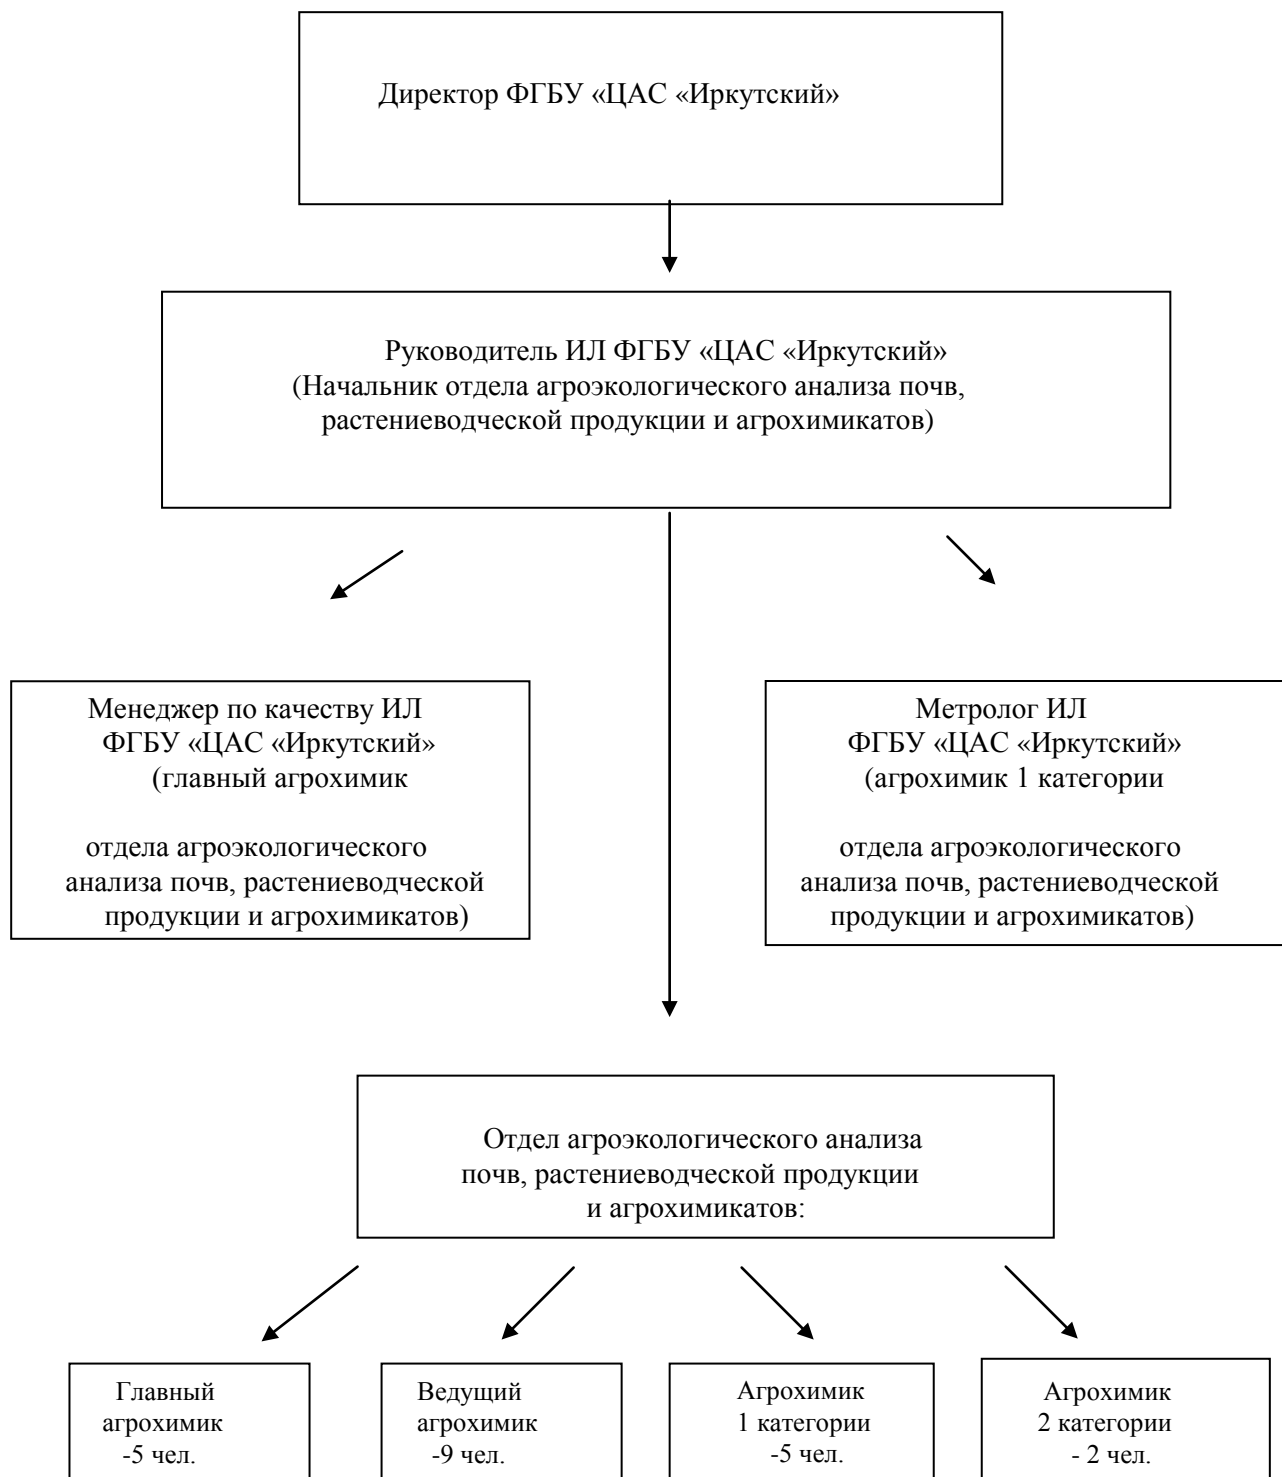 Директор ФГБУ «ЦАС «Иркутский»
Руководитель ИЛ ФГБУ «ЦАС «Иркутский»
(Начальник отдела агроэкологического анализа почв,
растениеводческой продукции и агрохимикатов)
Менеджер по качеству ИЛ
ФГБУ «ЦАС «Иркутский»
(главный агрохимик
отдела агроэкологического
анализа почв, растениеводческой
продукции и агрохимикатов)
Метролог ИЛ
ФГБУ «ЦАС «Иркутский»
(агрохимик 1 категории
отдела агроэкологического
анализа почв, растениеводческой
продукции и агрохимикатов)
Отдел агроэкологического анализа
почв, растениеводческой продукции
и агрохимикатов:
Главный
агрохимик
-5 чел.
Ведущий
агрохимик
-9 чел.
Агрохимик
1 категории
-5 чел.
Агрохимик
2 категории
- 2 чел.